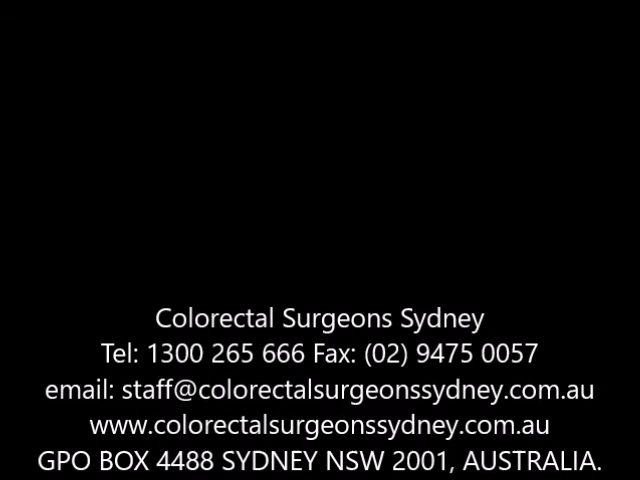 Colorectal Surgeons Sydney
Tel: 1300 265 666 Fax: (02) 9475 0057
email: staff@colorectalsurgeonssydney.com.au
www.colorectalsurgeonssydney.com.au
GPO BOX 4488 SYDNEY NSW 2001, AUSTRALIA.